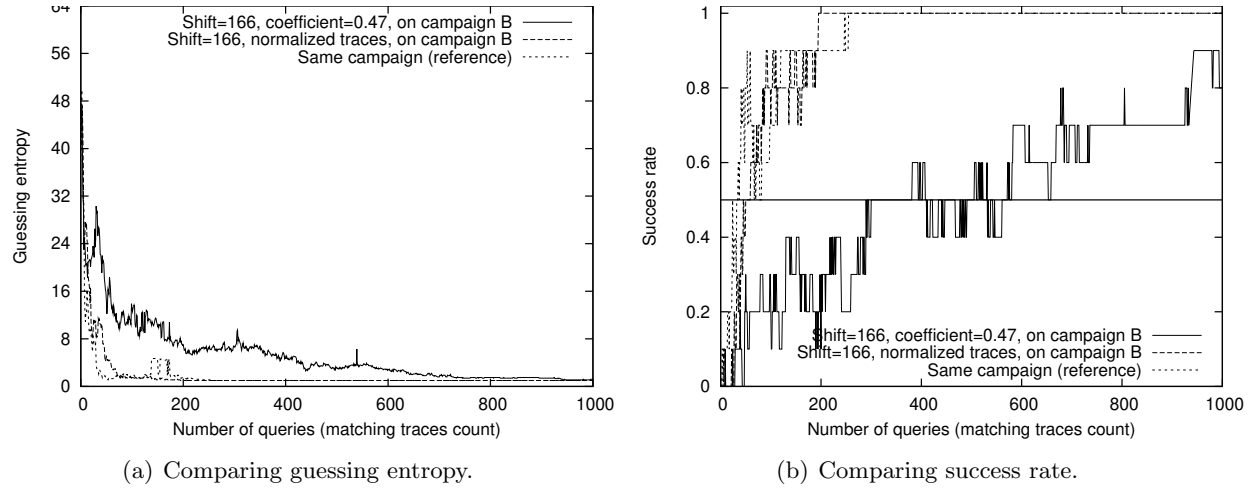 64
56
48
40
32
24
16
8
0
Guessing entropy
Shift=166, coefficient=0.47, on campaign B
Shift=166, normalized traces, on campaign B
Same campaign (reference)
0 200 400 600 800 1000
Number of queries (matching traces count)
(a) Comparing guessing entropy.
1
0.8
0.6
0.4
0.2
0
Success rate
Shift=166, coefficient=0.47, on campaign B
Shift=166, normalized traces, on campaign B
Same campaign (reference)
0 200 400 600 800 1000
Number of queries (matching traces count)
(b) Comparing success rate.